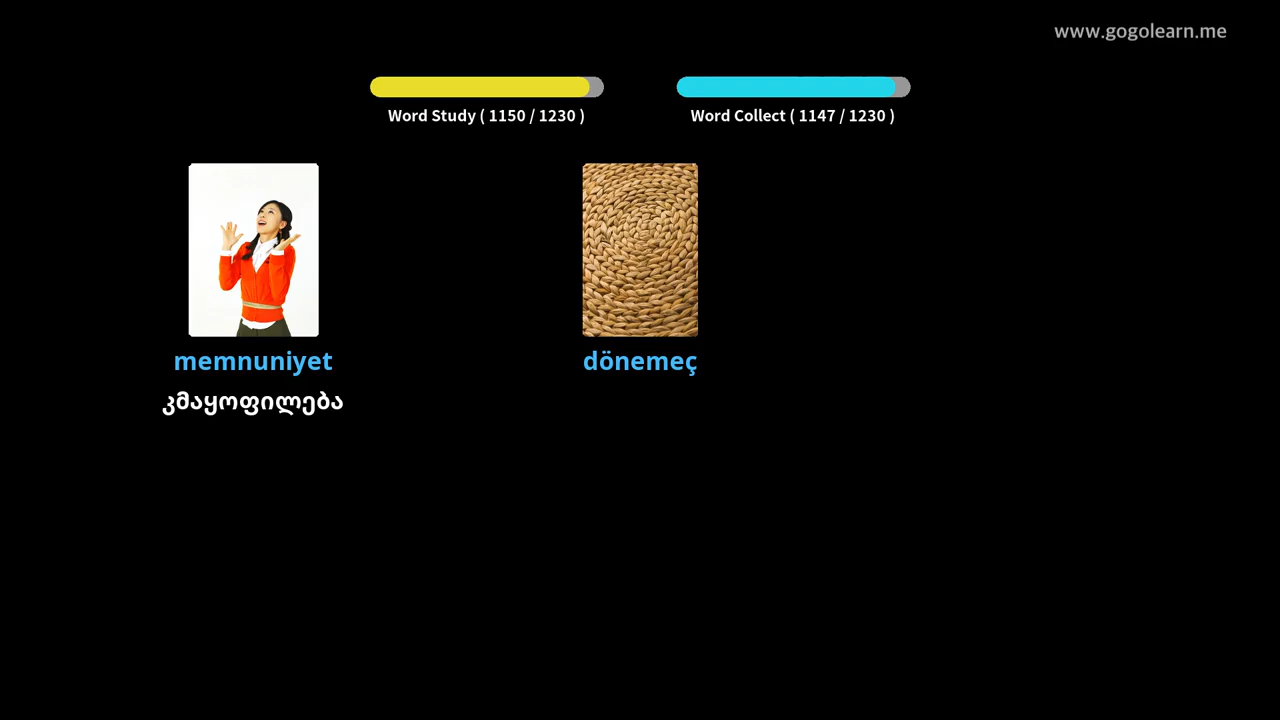 www.gogolearn.me
Word Study ( 1150 / 1230 )
Word Collect ( 1147 / 1230 )
memnuniyet
dönemeç
კმაყოფილება